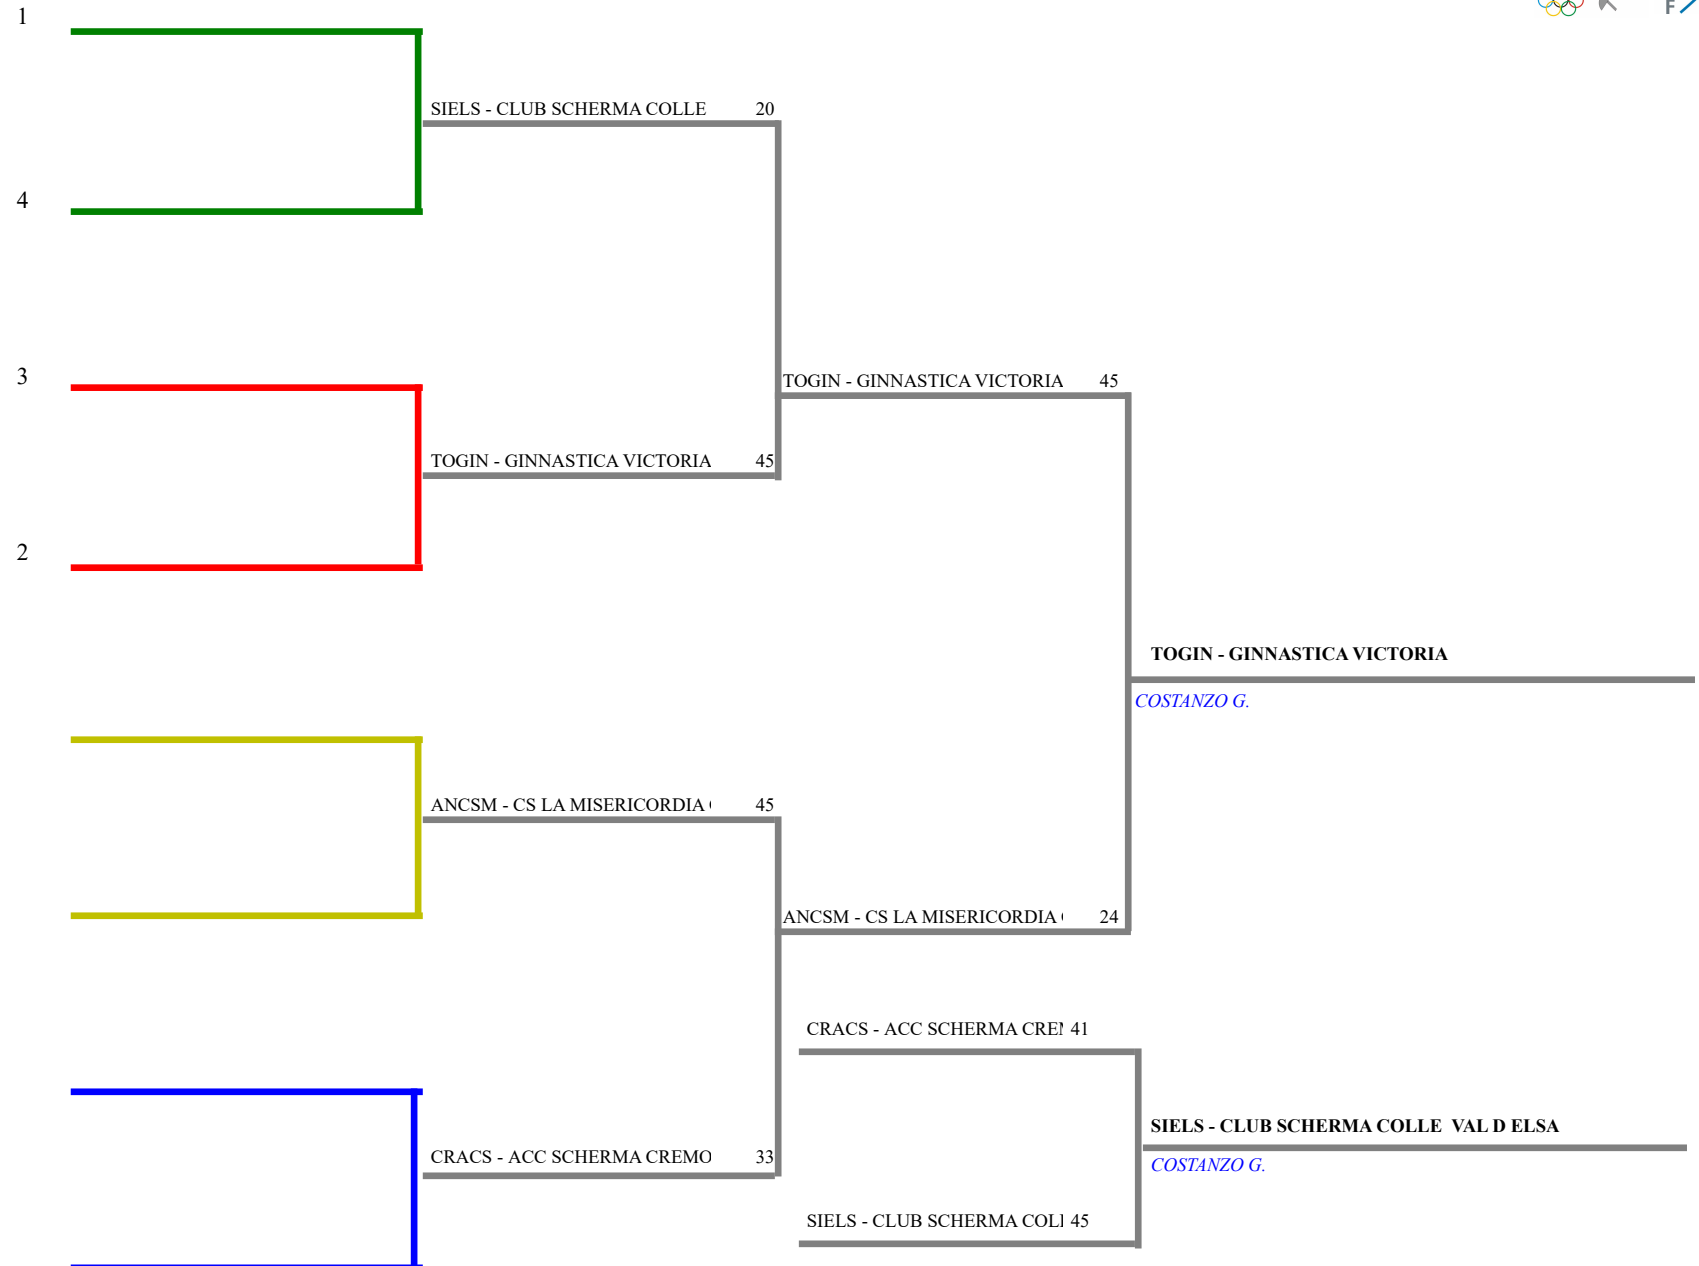 1
F
SIELS - CLUB SCHERMA COLLE 20
4
3
TOGIN - GINNASTICA VICTORIA 45
TOGIN - GINNASTICA VICTORIA 45
2
TOGIN - GINNASTICA VICTORIA
COSTANZO G.
ANCSM - CS LA MISERICORDIA 45
ANCSM - CS LA MISERICORDIA 24
CRACS - ACC SCHERMA 41
SIELS - CLUB SCHERMA COLLE VAL D ELSA
CRACS - ACC SCHERMA CREMO 33
COSTANZO G.
SIELS - CLUB SCHERMA 45